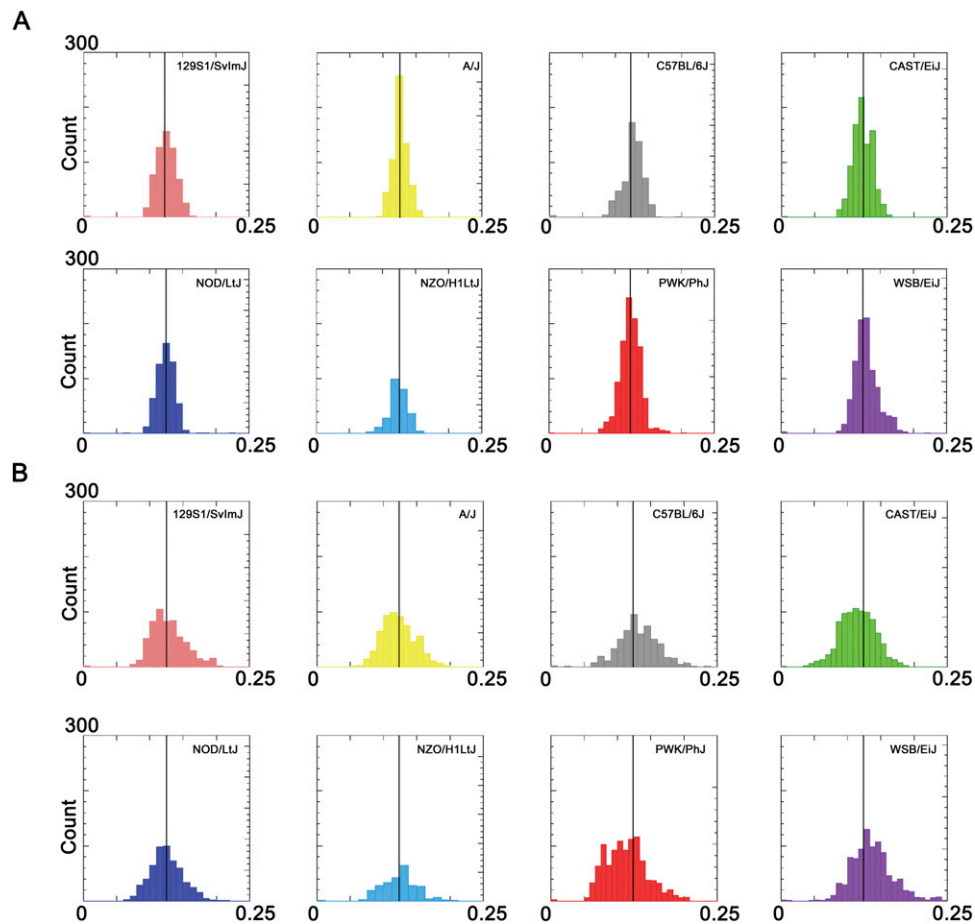 A
300
129S1/SvImJ
A/J
C57BL/6J
CAST/EiJ
Count
0 0.25 0 0.25 0 0.25 0 0.25
300
NOD/LtJ
NZO/H1LtJ
PWK/PhJ
WSB/EiJ
Count
0 0.25 0 0.25 0 0.25 0 0.25
B
300
129S1/SvImJ
A/J
C57BL/6J
CAST/EiJ
Count
0 0.25 0 0.25 0 0.25 0 0.25
300
NOD/LtJ
NZO/H1LtJ
PWK/PhJ
WSB/EiJ
Count
0 0.25 0 0.25 0 0.25 0 0.25